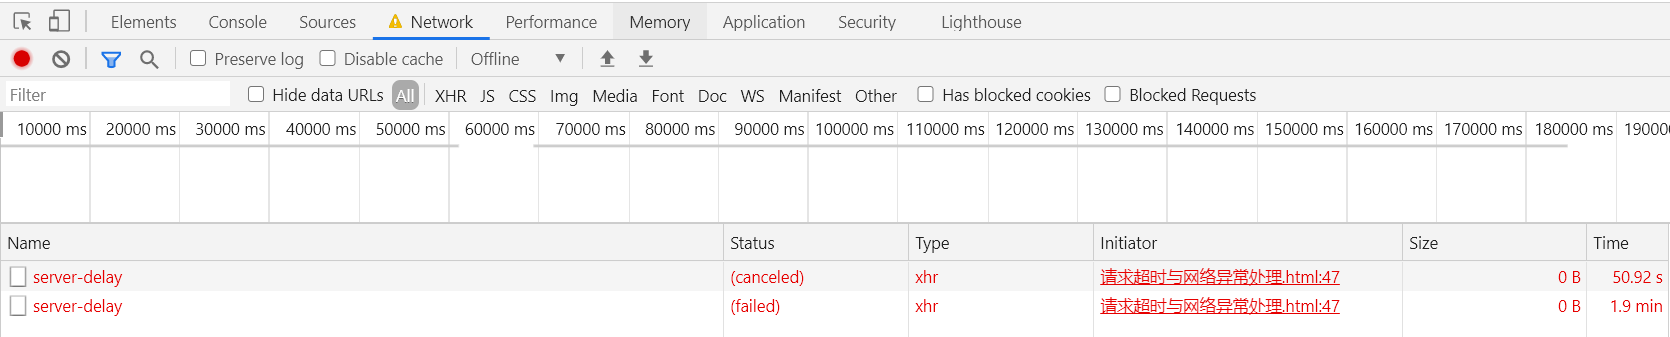 Elements Console Sources Network Performance Memory Application Security Lighthouse
Preserve log Disable cache Offline
Filter Hide data URLs All XHR JS CSS Img Media Font Doc WS Manifest Other Has blocked cookies Blocked Requests
10000 ms 20000 ms 30000 ms 40000 ms 50000 ms 60000 ms 70000 ms 80000 ms 90000 ms 100000 ms 110000 ms 120000 ms 130000 ms 140000 ms 150000 ms 160000 ms 170000 ms 180000 ms 190000
Name Status Type Initiator Size Time
server-delay (canceled) xhr 请求超时与网络异常处理.html:47 0 B 50.92 s
server-delay (failed) xhr 请求超时与网络异常处理.html:47 0 B 1.9 min